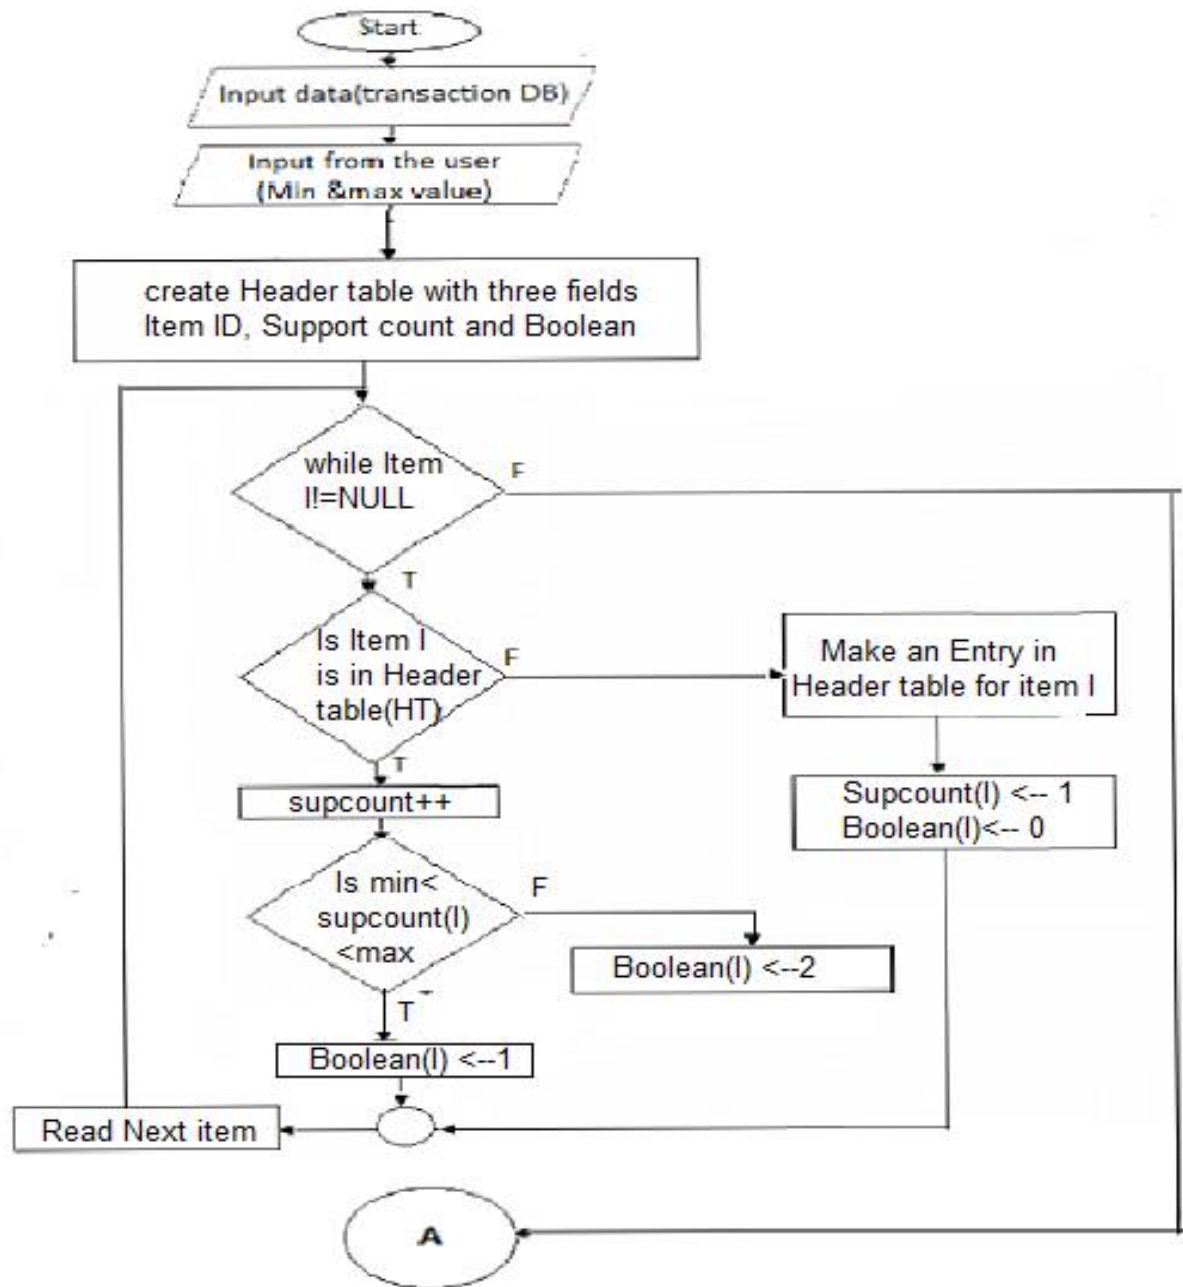 Start
Input data(transaction DB)
Input from the user
(Min &max value)
create Header table with three fields
Item ID, Support count and Boolean
while Item
I!=NULL
F
T
Is Item I
is in Header
table(HT)
F
Make an Entry in
Header table for item I
T
supcount++
Supcount(I) <-- 1
Boolean(I)<-- 0
Is min<
supcount(I)
<max
F
Boolean(I) <--2
T
Boolean(I) <--1
Read Next item
A